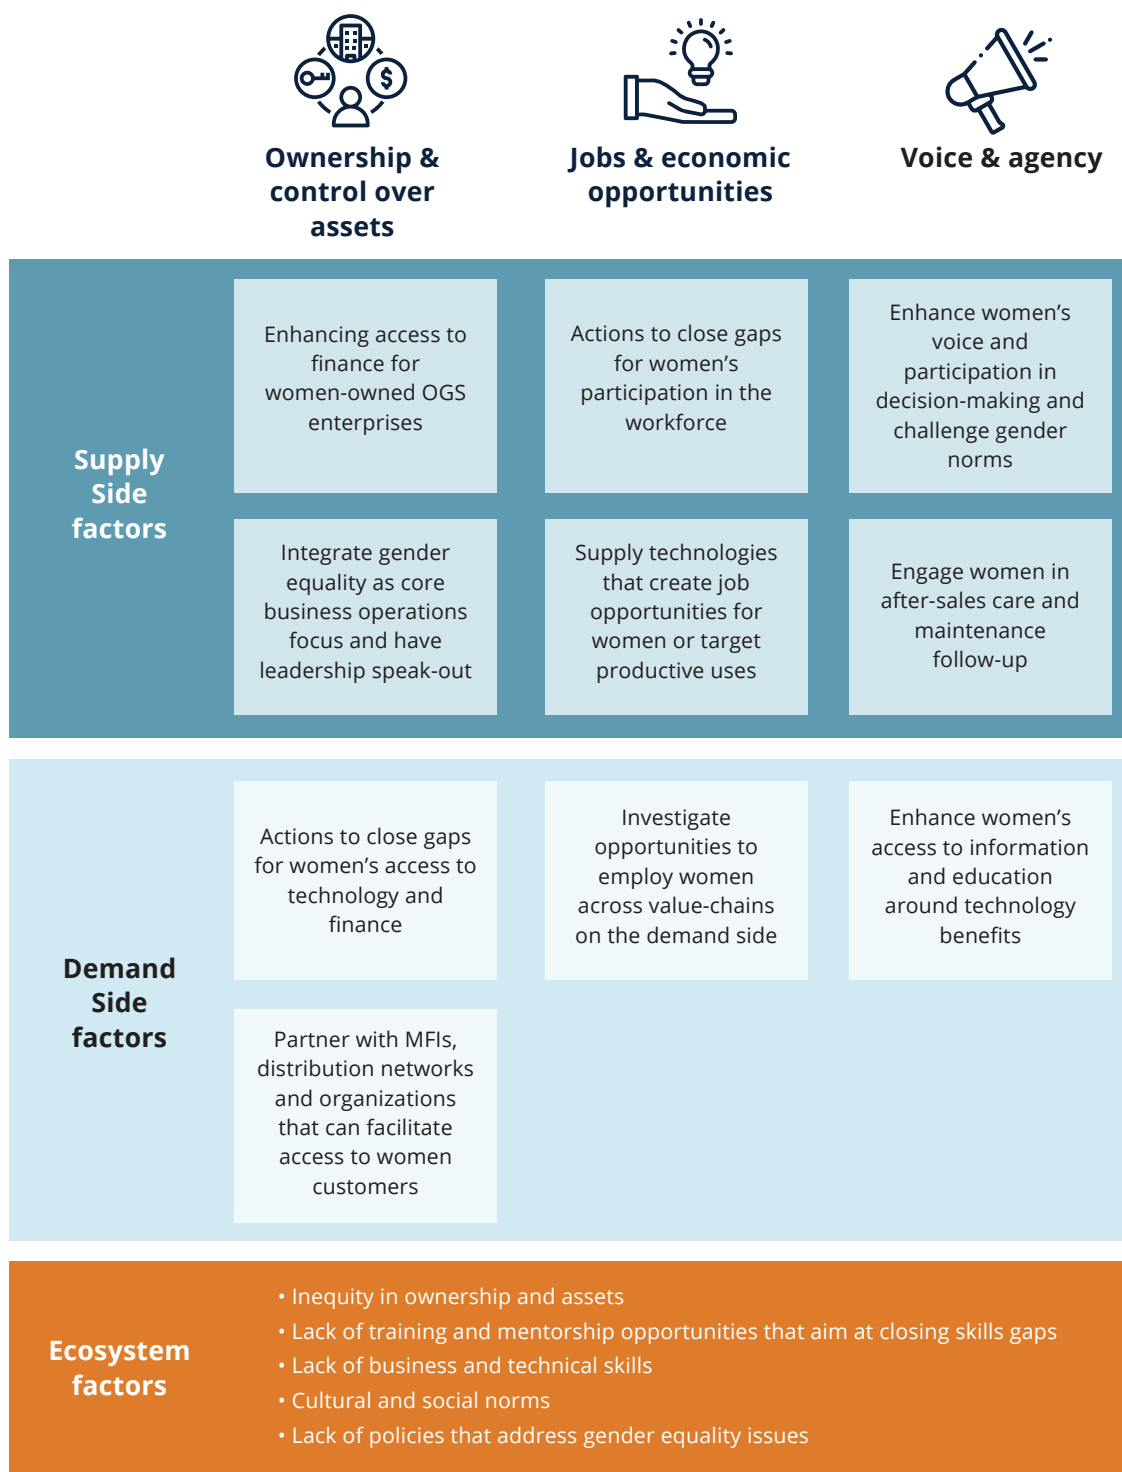 Ownership &
control over
assets
Jobs & economic
opportunities
Voice & agency
Supply
Side
factors
Enhancing access to
finance for
women-owned OGS
enterprises
Actions to close gaps
for women's
participation in the
workforce
Enhance women's
voice and
participation in
decision-making and
challenge gender
norms
Integrate gender
equality as core
business operations
focus and have
leadership speak-out
Supply technologies
that create job
opportunities for
women or target
productive uses
Engage women in
after-sales care and
maintenance
follow-up
Demand
Side
factors
Actions to close gaps
for women's access to
technology and
finance
Investigate
opportunities to
employ women
across value-chains
on the demand side
Enhance women's
access to information
and education
around technology
benefits
Partner with MFIs,
distribution networks
and organizations
that can facilitate
access to women
customers
Ecosystem
factors
• Inequity in ownership and assets
• Lack of training and mentorship opportunities that aim at closing skills gaps
• Lack of business and technical skills
• Cultural and social norms
• Lack of policies that address gender equality issues